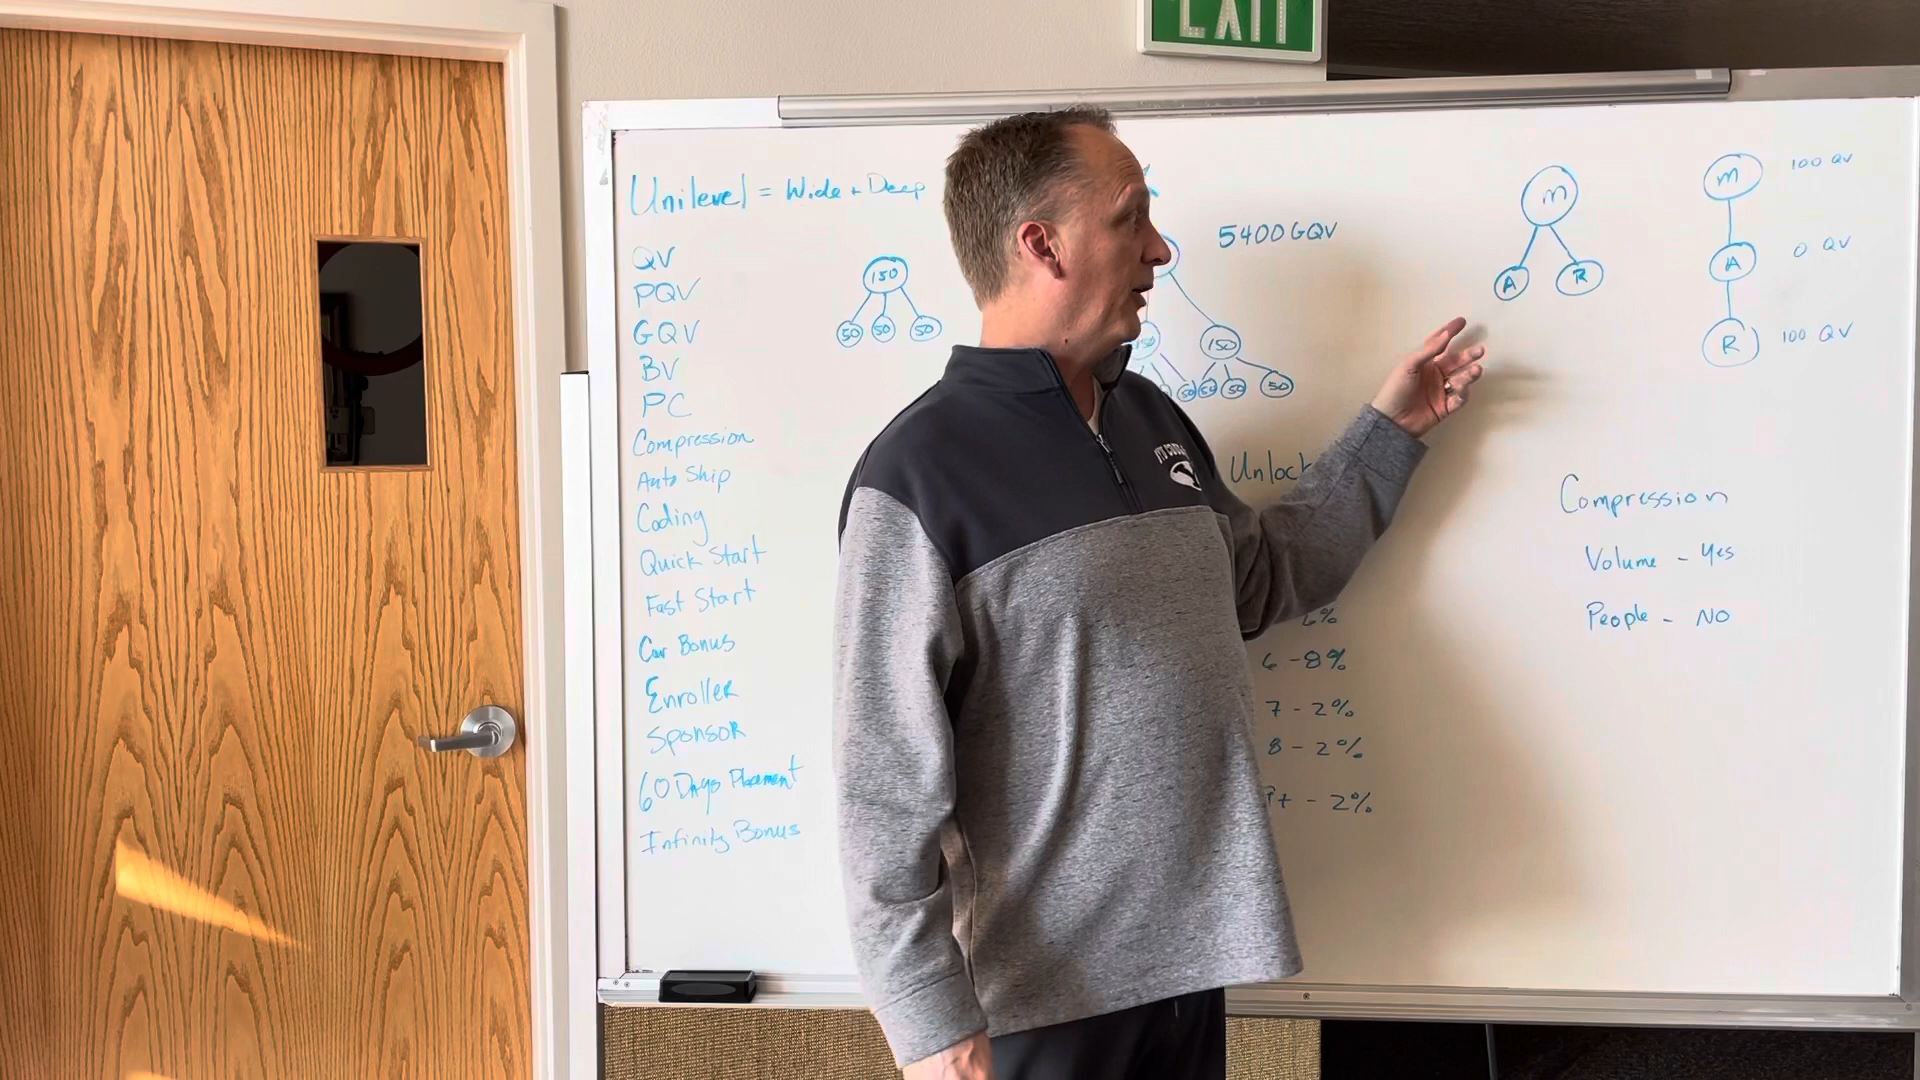 EXIT
Unilevel = Wide + Deep
QV
PQV
GQV
BV
PC
Compression
Auto Ship
Coding
Quick Start
Fast Start
Car Bonus
Enroller
Sponsor
60 Days Placement
Infinity Bonus
150
50 50 50
5400 GQV
150 150
50 50 50 50
Unlock
6%
6 - 8%
7 - 2%
8 - 2%
9+ - 2%
m
A R
m 100 QV
A 0 QV
R 100 QV
Compression
Volume - Yes
People - NO